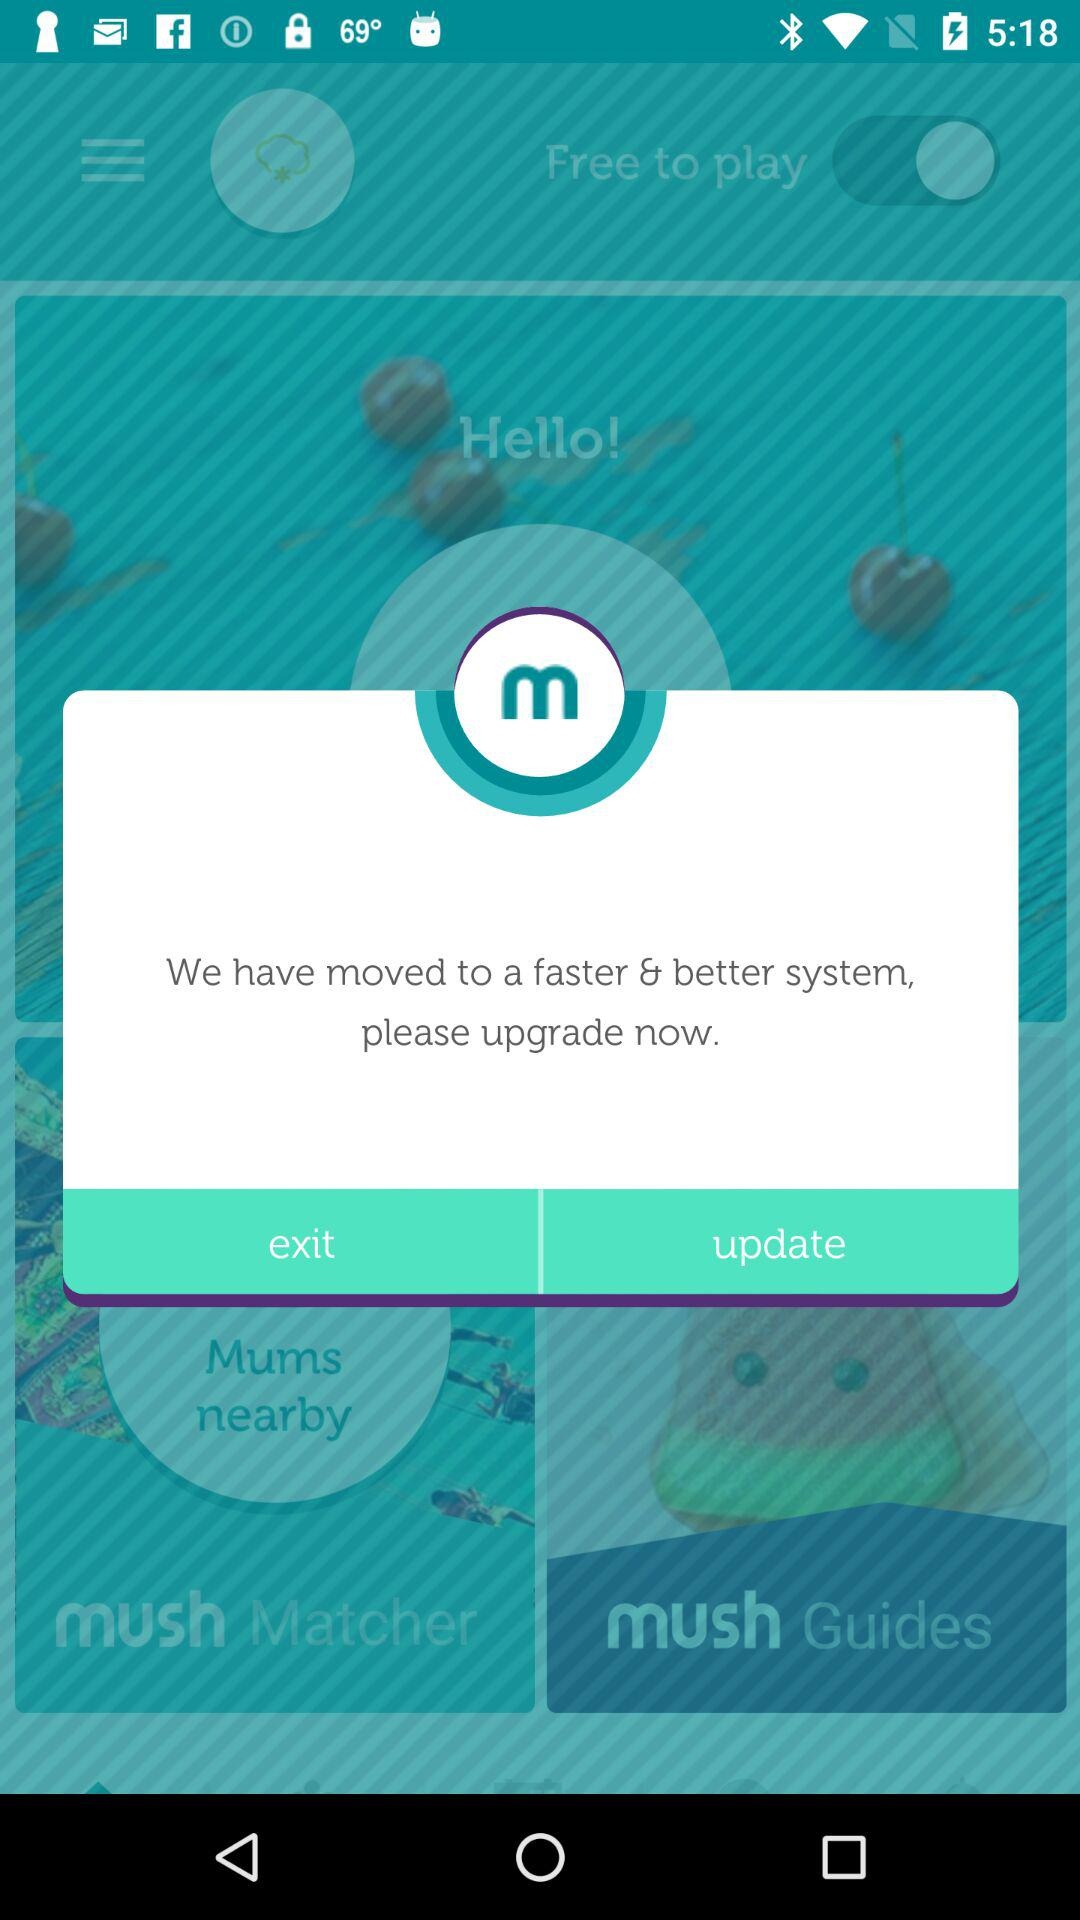 69° 5:18
Free to play
Hello!
m
We have moved to a faster & better system,
please upgrade now.
exit update
Mums
nearby
mush Matcher
mush Guides